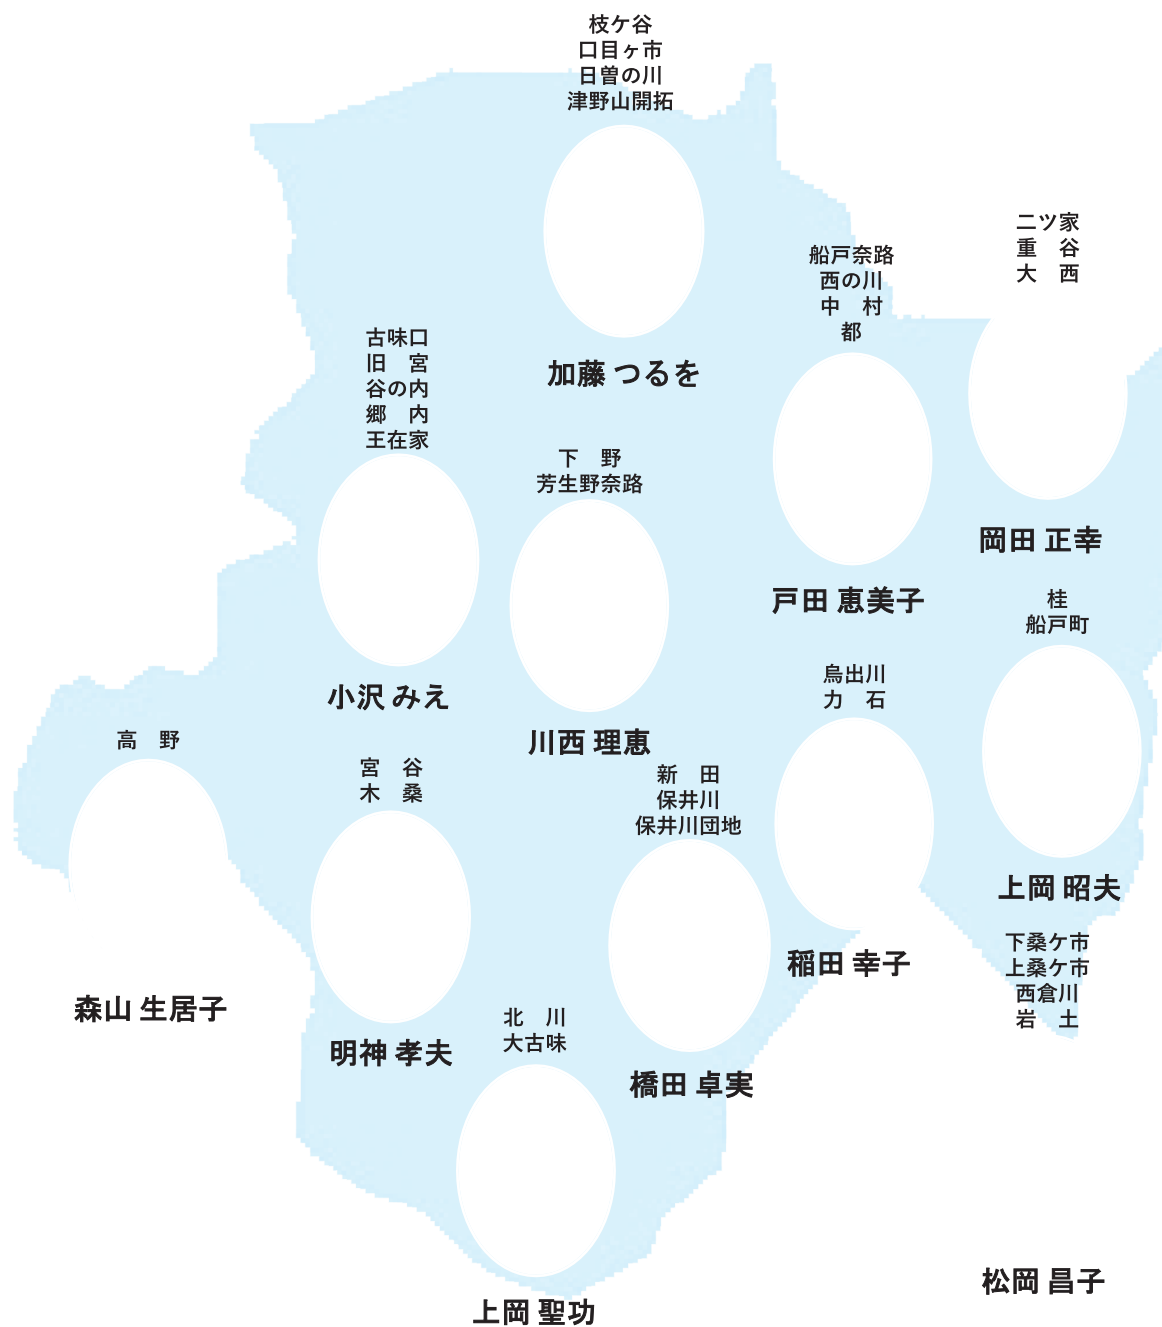 枝ケ谷
口目ヶ市
日曽の川
津野山開拓
加藤 つるを
二ツ家
重　谷
大　西
岡田 正幸
船戸奈路
西の川
中　村
都
戸田 恵美子
古味口
旧　宮
谷の内
郷　内
王在家
小沢 みえ
下　野
芳生野奈路
川西 理恵
桂
船戸町
上岡 昭夫
烏出川
力　石
稲田 幸子
高　野
森山 生居子
宮　谷
木　桑
明神 孝夫
新　田
保井川
保井川団地
橋田 卓実
下桑ケ市
上桑ケ市
西倉川
岩　土
松岡 昌子
北　川
大古味
上岡 聖功